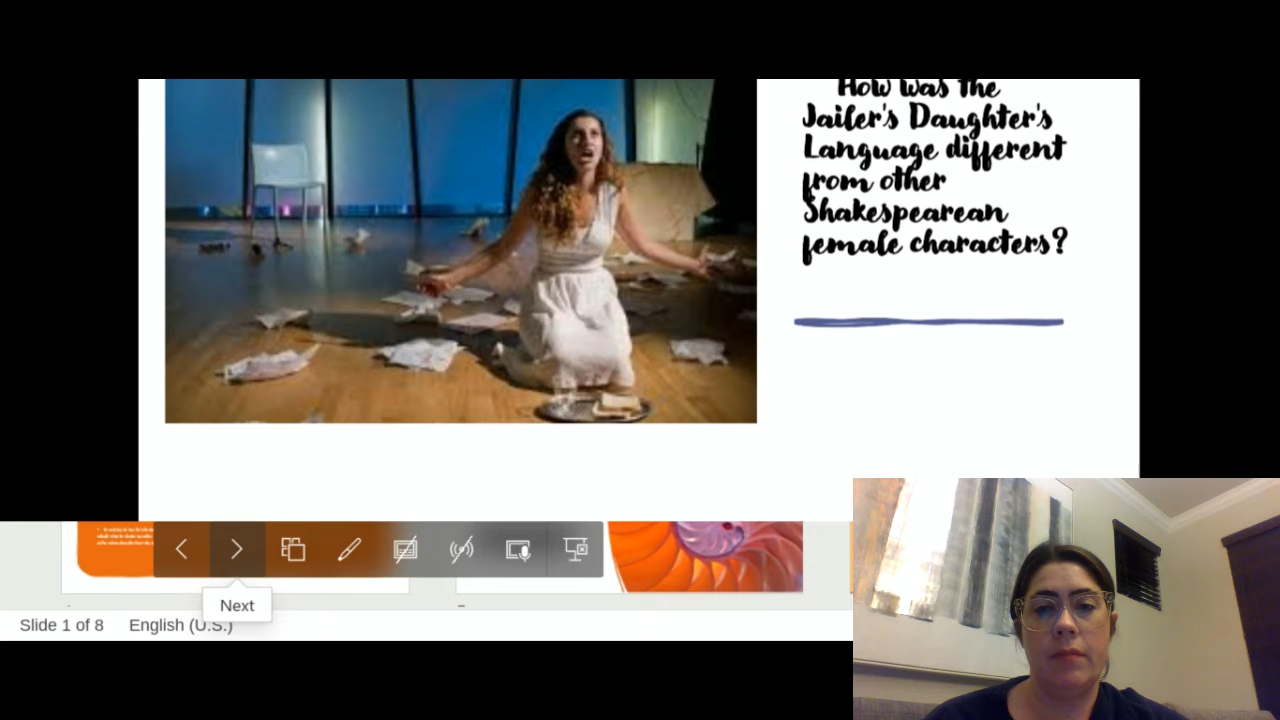 How was the
Jailer's Daughter's
Language different
from other
Shakespearean
female characters?
Next
Slide 1 of 8
English (U.S.)